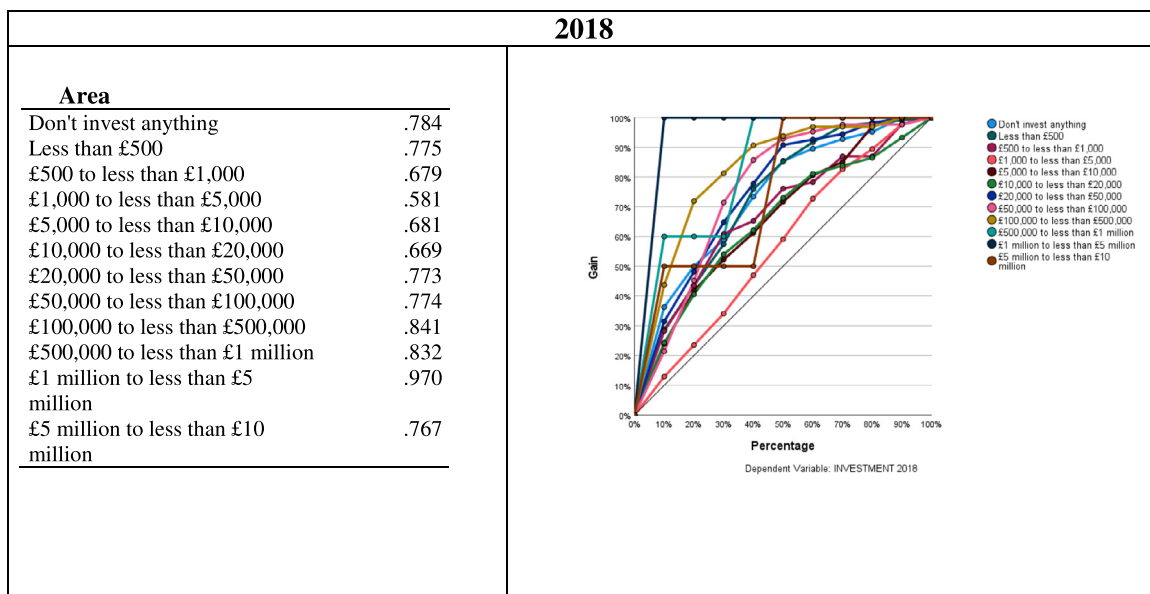 2018
Area
Don't invest anything .784
Less than £500 .775
£500 to less than £1,000 .679
£1,000 to less than £5,000 .581
£5,000 to less than £10,000 .681
£10,000 to less than £20,000 .669
£20,000 to less than £50,000 .773
£50,000 to less than £100,000 .774
£100,000 to less than £500,000 .841
£500,000 to less than £1 million .832
£1 million to less than £5 .970
million
£5 million to less than £10 .767
million
100%
90%
80%
70%
60%
50%
40%
30%
20%
10%
0%
Gain
0% 10% 20% 30% 40% 50% 60% 70% 80% 90% 100%
Percentage
Dependent Variable: INVESTMENT 2018
Don't invest anything
Less than £500
£500 to less than £1,000
£1,000 to less than £5,000
£5,000 to less than £10,000
£10,000 to less than £20,000
£20,000 to less than £50,000
£50,000 to less than £100,000
£100,000 to less than £500,000
£500,000 to less than £1 million
£1 million to less than £5 million
£5 million to less than £10
million